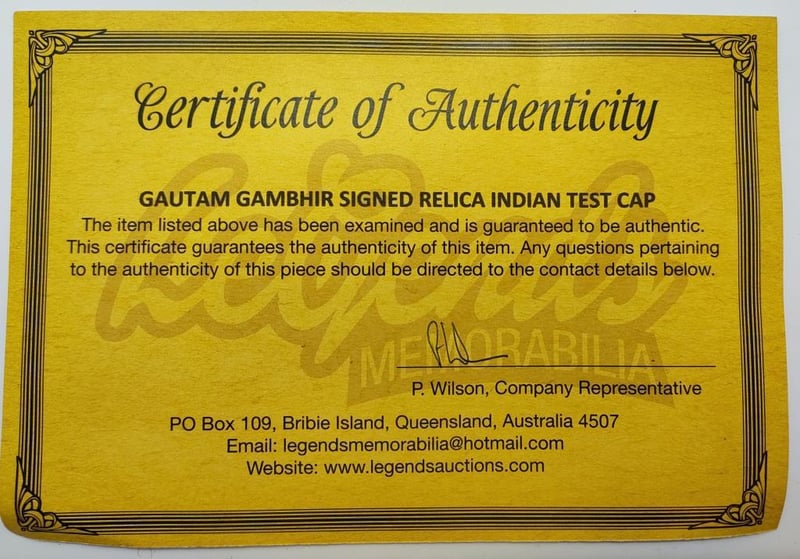 Certificate of Authenticity
GAUTAM GAMBHIR SIGNED RELICA INDIAN TEST CAP
The item listed above has been examined and is guaranteed to be authentic.
This certificate guarantees the authenticity of this item. Any questions pertaining
to the authenticity of this piece should be directed to the contact details below.
Legends
MEMORABILIA
P. Wilson, Company Representative
PO Box 109, Bribie Island, Queensland, Australia 4507
Email: legendsmemorabilia@hotmail.com
Website: www.legendsauctions.com